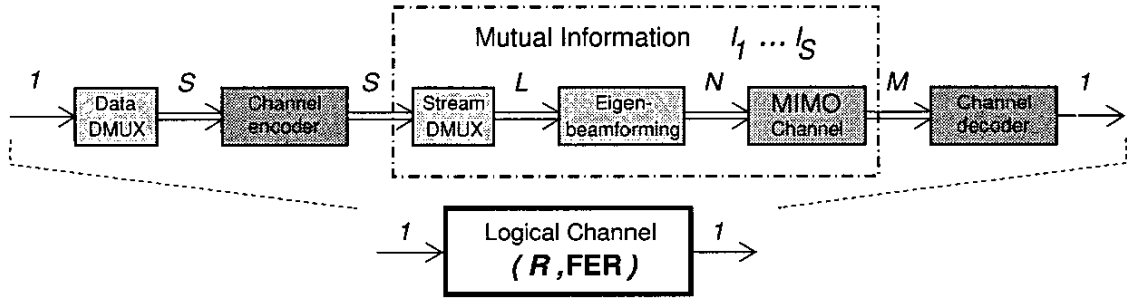 Mutual Information I1 ... IS
1 S S L N M 1
Data DMUX
Channel encoder
Stream DMUX
Eigen-beamforming
MIMO Channel
Channel decoder
1 Logical Channel 1
( R ,FER )